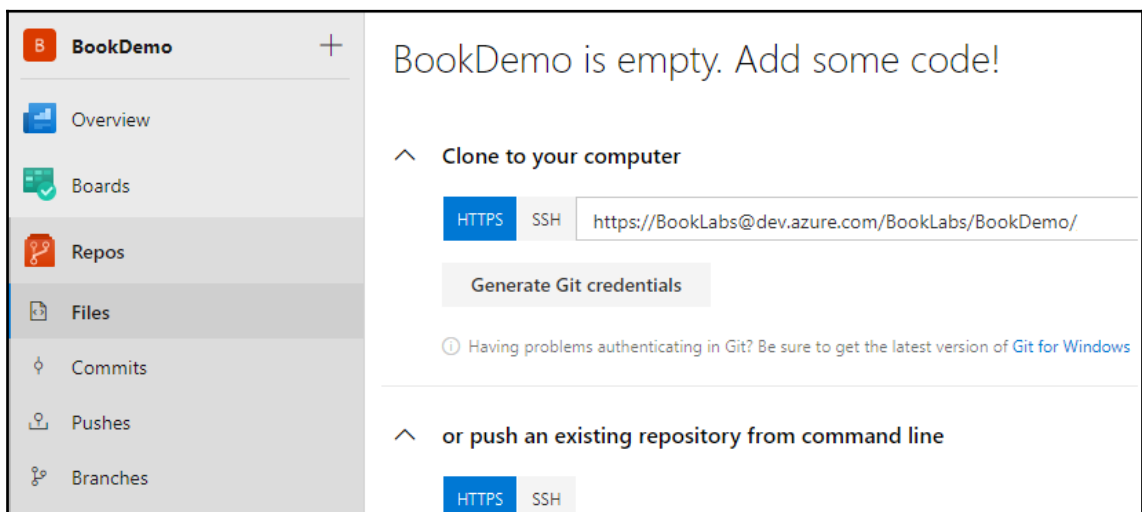 B BookDemo
Overview
Boards
Repos
Files
Commits
Pushes
Branches
BookDemo is empty. Add some code!
Clone to your computer
HTTPS SSH https://BookLabs@dev.azure.com/BookLabs/BookDemo/
Generate Git credentials
Having problems authenticating in Git? Be sure to get the latest version of Git for Windows
or push an existing repository from command line
HTTPS SSH